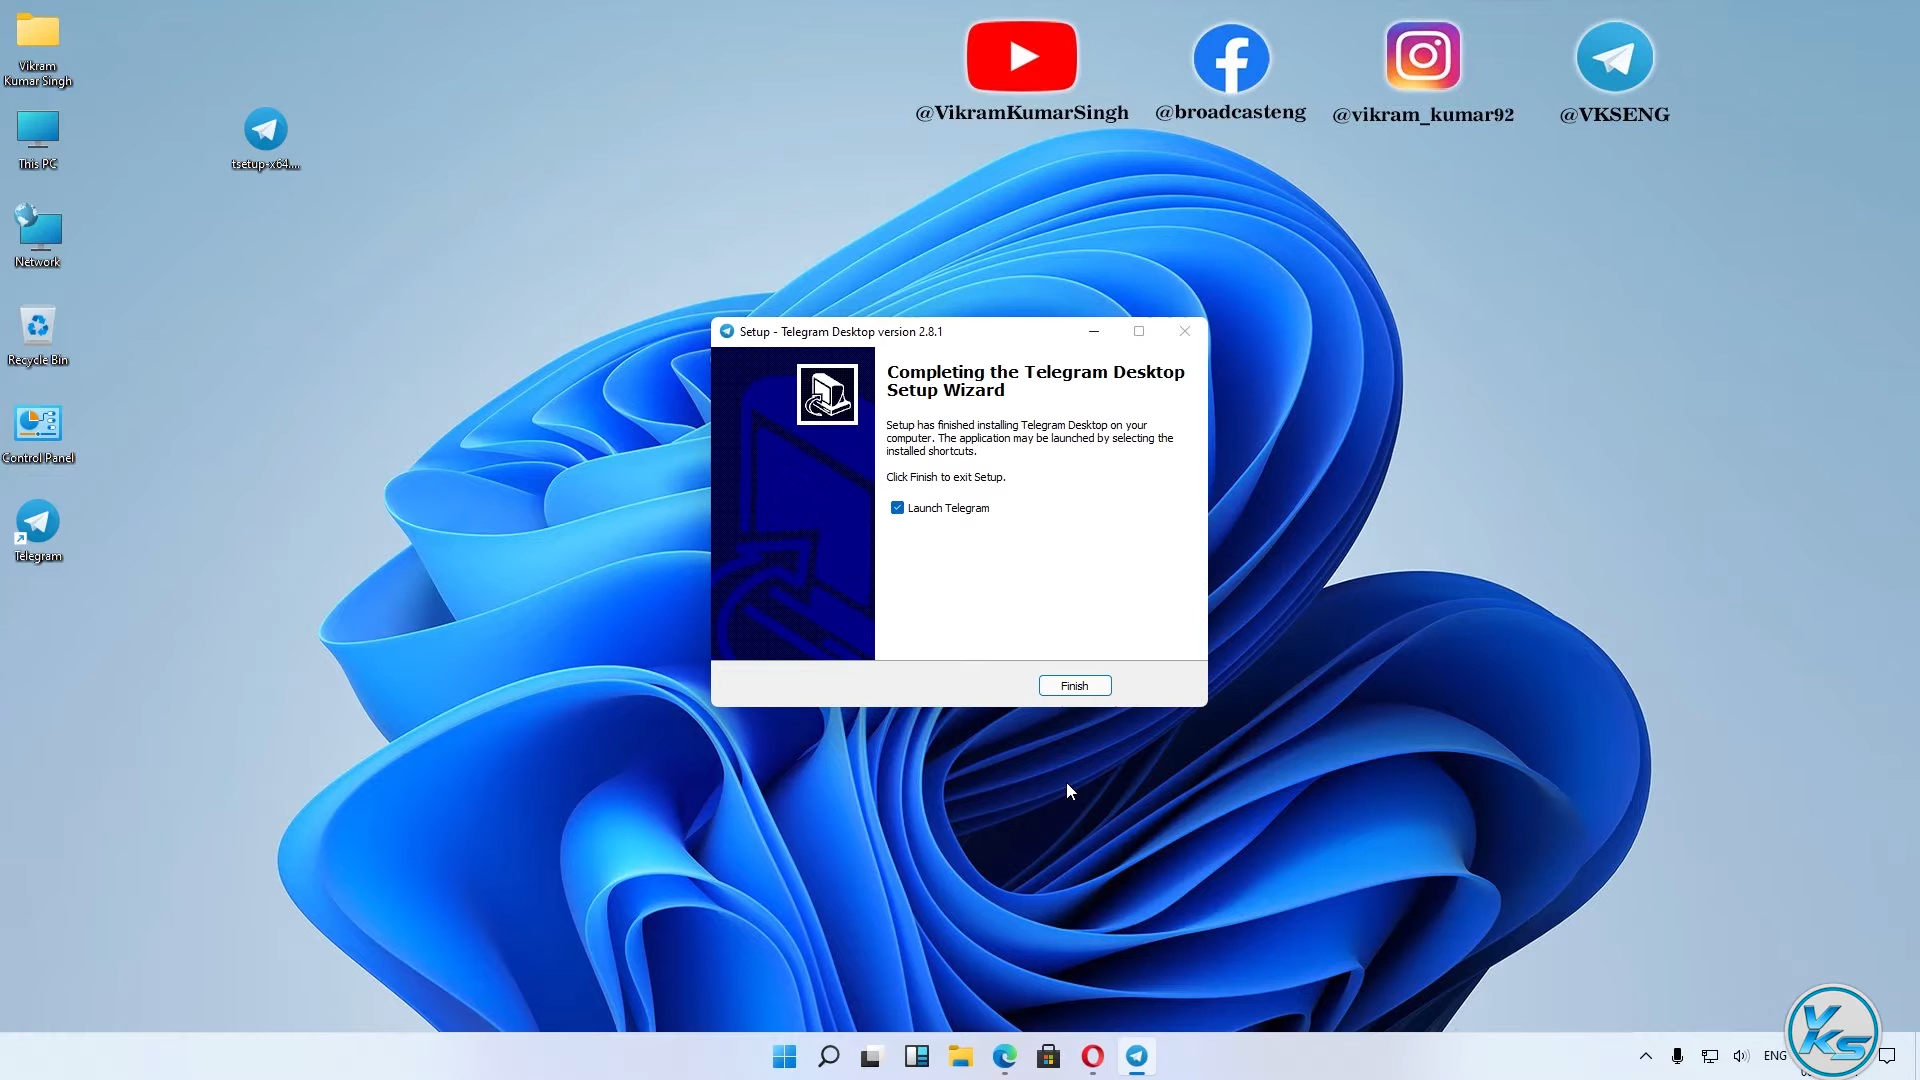 @VikramKumarSingh
@broadcasteng
@vikram_kumar92
@VKSENG
Vikram
Kumar Singh
This PC
tsetup-x64....
Network
Recycle Bin
Control Panel
Telegram
Setup - Telegram Desktop version 2.8.1
Completing the Telegram Desktop
Setup Wizard
Setup has finished installing Telegram Desktop on your
computer. The application may be launched by selecting the
installed shortcuts.
Click Finish to exit Setup.
Launch Telegram
Finish
ENG
VKS